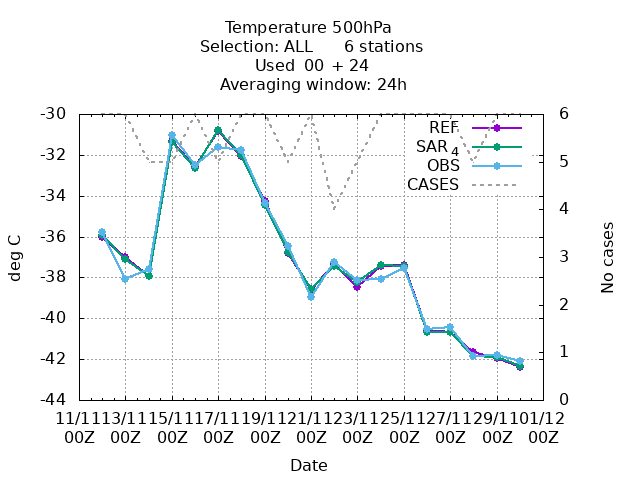 Temperature 500hPa
Selection: ALL 6 stations
Used 00 + 24
Averaging window: 24h
-30 6
REF
SAR 4
-32 5
OBS
CASES
-34 4
-36 3
-38
-40 2
-42 1
-44 0
deg C
No cases
11/11 13/11 15/11 17/11 19/11 21/11 23/11 25/11 27/11 29/11 01/12
00Z 00Z 00Z 00Z 00Z 00Z 00Z 00Z 00Z 00Z 00Z
Date